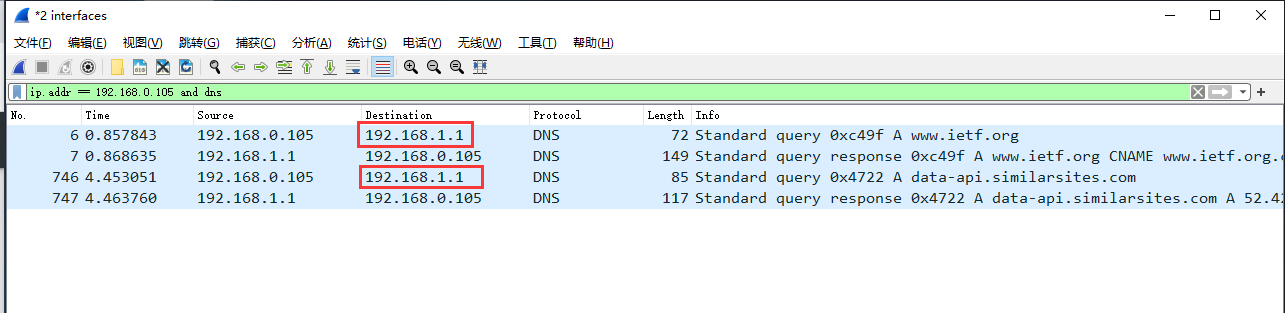 *2 interfaces
文件(F) 编辑(E) 视图(V) 跳转(G) 捕获(C) 分析(A) 统计(S) 电话(Y) 无线(W) 工具(T) 帮助(H)
ip.addr == 192.168.0.105 and dns
No. Time Source Destination Protocol Length Info
6 0.857843 192.168.0.105 192.168.1.1 DNS 72 Standard query 0xc49f A www.ietf.org
7 0.868635 192.168.1.1 192.168.0.105 DNS 149 Standard query response 0xc49f A www.ietf.org CNAME www.ietf.org.c
746 4.453051 192.168.0.105 192.168.1.1 DNS 85 Standard query 0x4722 A data-api.similarsites.com
747 4.463760 192.168.1.1 192.168.0.105 DNS 117 Standard query response 0x4722 A data-api.similarsites.com A 52.42